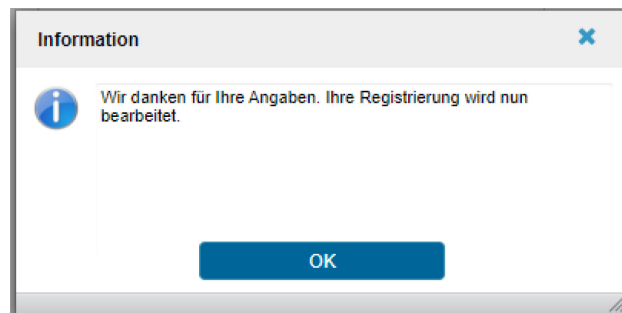 Information
Wir danken für Ihre Angaben. Ihre Registrierung wird nun
bearbeitet.
OK